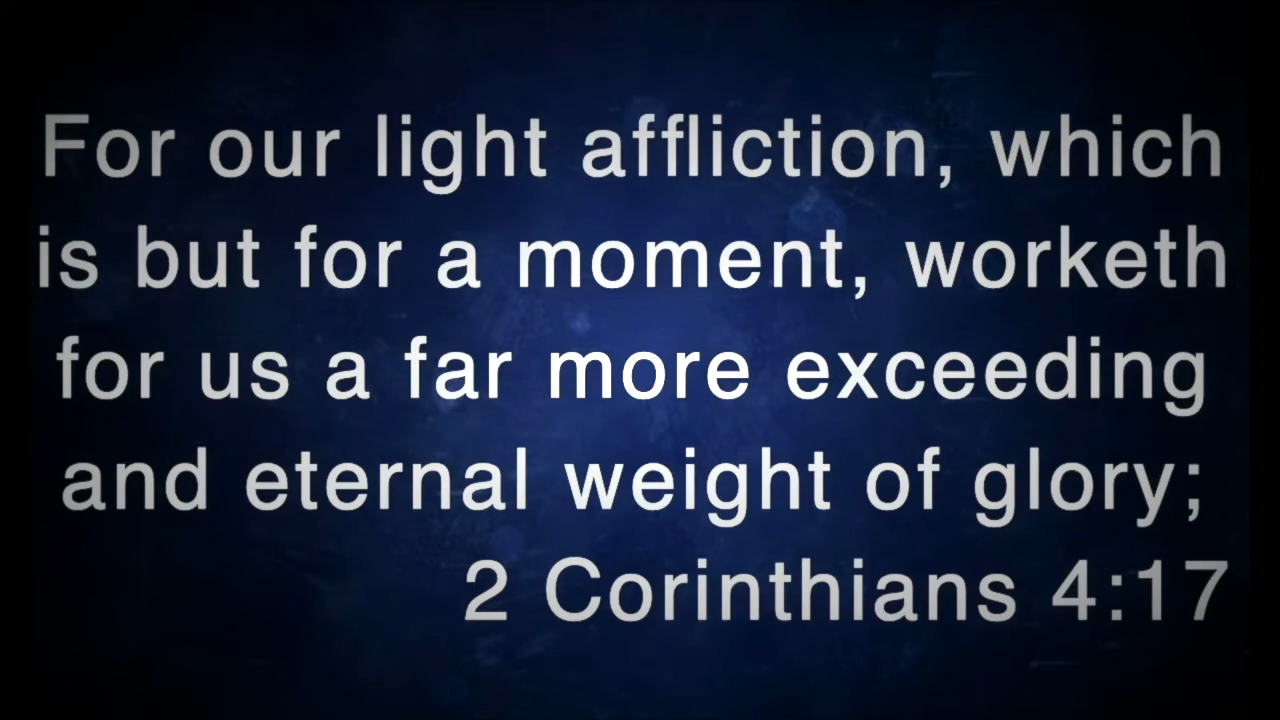 For our light affliction, which
is but for a moment, worketh
for us a far more exceeding
and eternal weight of glory;
2 Corinthians 4:17